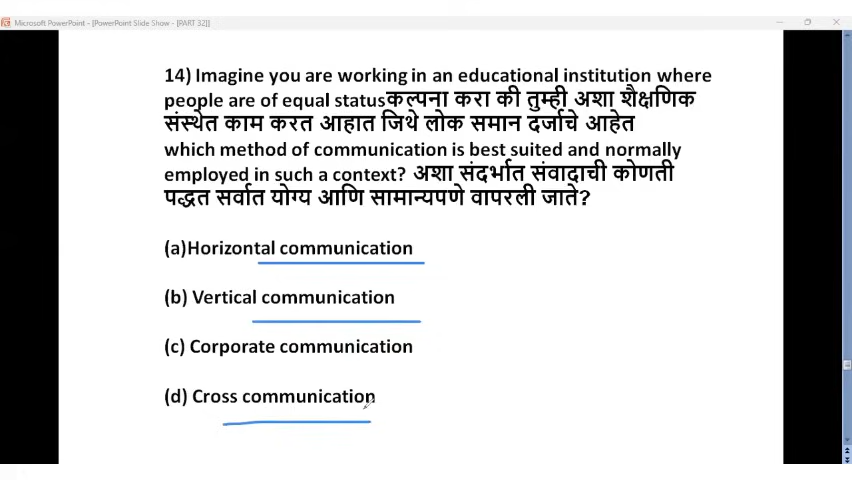 Microsoft PowerPoint - [PowerPoint Slide Show - [PART 32]]
14) Imagine you are working in an educational institution where
people are of equal statusकल्पना करा की तुम्ही अशा शैक्षणिक
संस्थेत काम करत आहात जिथे लोक समान दर्जाचे आहेत
which method of communication is best suited and normally
employed in such a context? अशा संदर्भात संवादाची कोणती
पद्धत सर्वात योग्य आणि सामान्यपणे वापरली जाते?
(a)Horizontal communication
(b) Vertical communication
(c) Corporate communication
(d) Cross communication